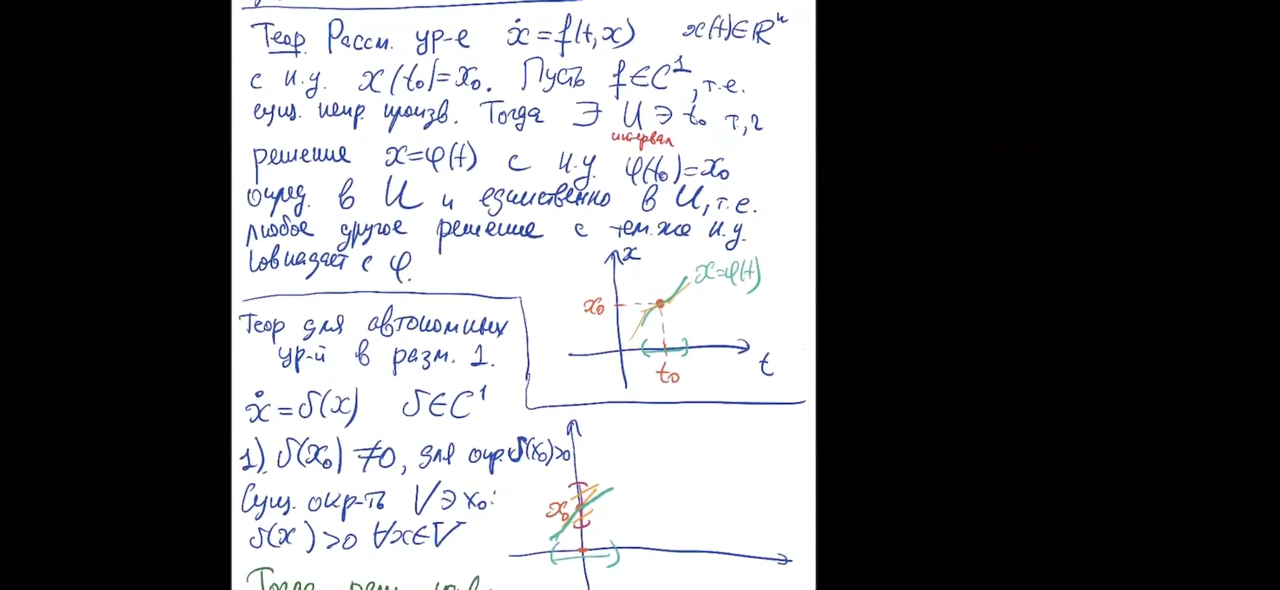 Теор. Рассм. ур-е ẋ = f(t,x) x(t)∈ℝⁿ
с н.у. x(t₀)=x₀. Пусть f∈C¹, т.е.
сущ. непр. произв. Тогда ∃ U∋t₀ т,ч
интервал
решение x=φ(t) с н.у. φ(t₀)=x₀
опред. в U и единственно в U, т.е.
любое другое решение с тем же н.у.
совпадает с φ.
x
x=φ(t)
x₀
t₀
t
Теор для автономных
ур-й в разм. 1.
ẋ = v(x) v∈C¹
1). v(x₀)≠0, для опр. v(x₀)>0
Сущ. окр-ть V∋x₀:
v(x)>0 ∀x∈V
x₀
Тогда реш.